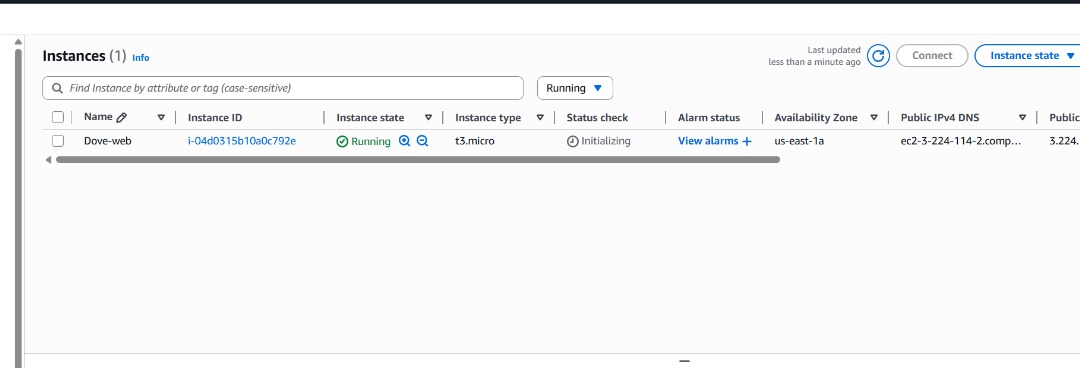 Instances (1) Info
Last updated
less than a minute ago
Connect
Instance state
Find Instance by attribute or tag (case-sensitive)
Running
Name Instance ID Instance state Instance type Status check Alarm status Availability Zone Public IPv4 DNS Public
Dove-web i-04d0315b10a0c792e Running t3.micro Initializing View alarms + us-east-1a ec2-3-224-114-2.comp... 3.224.